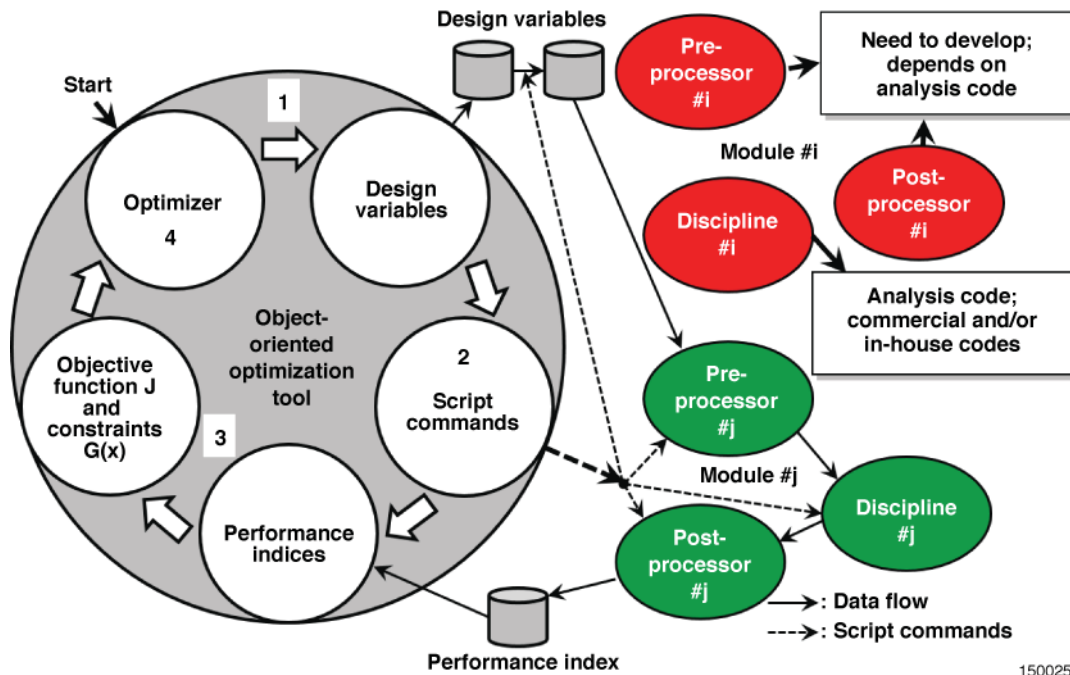 Design variables
Start
1
Optimizer
4
Design
variables
Object-
oriented
optimization
tool
2
Script
commands
3
Objective
function J
and
constraints
G(x)
Performance
indices
Performance index
Pre-
processor
#i
Need to develop;
depends on
analysis code
Module #i
Post-
processor
#i
Discipline
#i
Analysis code;
commercial and/or
in-house codes
Pre-
processor
#j
Module #j
Discipline
#j
Post-
processor
#j
: Data flow
: Script commands
150025